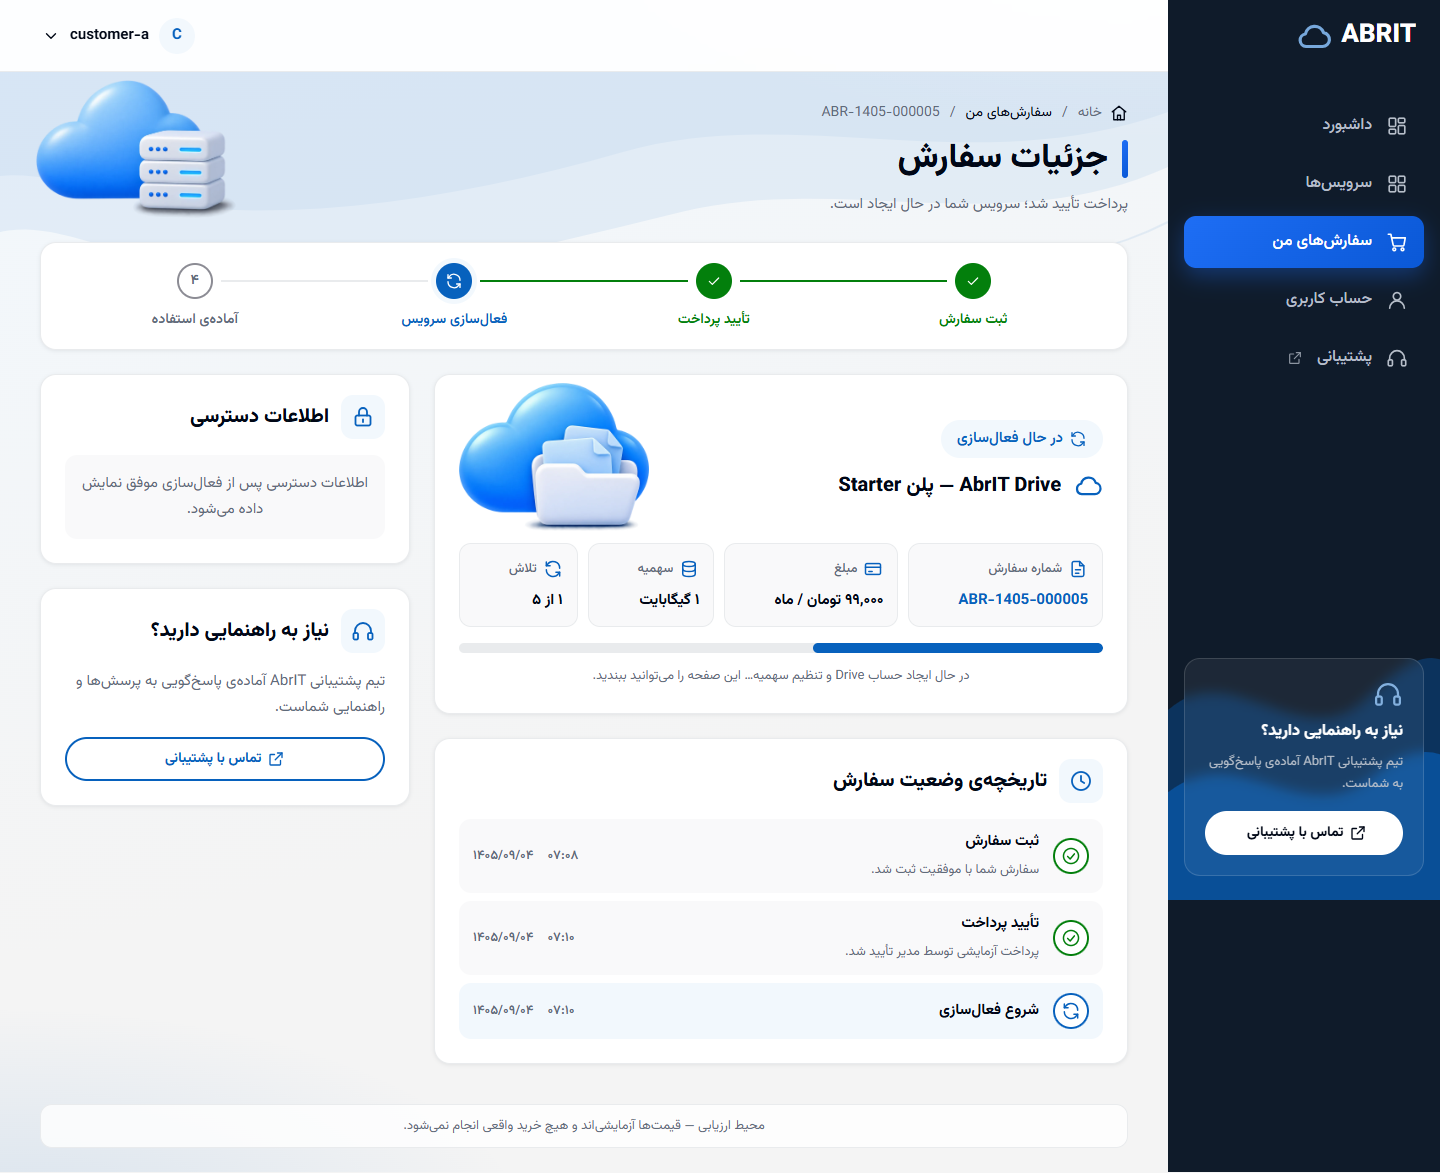 ABRIT
داشبورد
سرویس‌ها
سفارش‌های من
حساب کاربری
پشتیبانی
نیاز به راهنمایی دارید؟
تیم پشتیبانی AbrIT آماده‌ی پاسخ‌گویی
به شماست.
تماس با پشتیبانی
C customer-a
خانه / سفارش‌های من / ABR-1405-000005
جزئیات سفارش
پرداخت تأیید شد؛ سرویس شما در حال ایجاد است.
ثبت سفارش
تأیید پرداخت
فعال‌سازی سرویس
۴
آماده‌ی استفاده
در حال فعال‌سازی
AbrIT Drive — پلن Starter
شماره سفارش
ABR-1405-000005
مبلغ
۹۹,۰۰۰ تومان / ماه
سهمیه
۱ گیگابایت
تلاش
۱ از ۵
در حال ایجاد حساب Drive و تنظیم سهمیه… این صفحه را می‌توانید ببندید.
تاریخچه‌ی وضعیت سفارش
ثبت سفارش
سفارش شما با موفقیت ثبت شد.
۰۷:۰۸ ۱۴۰۵/۰۹/۰۴
تأیید پرداخت
پرداخت آزمایشی توسط مدیر تأیید شد.
۰۷:۱۰ ۱۴۰۵/۰۹/۰۴
شروع فعال‌سازی
۰۷:۱۰ ۱۴۰۵/۰۹/۰۴
اطلاعات دسترسی
اطلاعات دسترسی پس از فعال‌سازی موفق نمایش
داده می‌شود.
نیاز به راهنمایی دارید؟
تیم پشتیبانی AbrIT آماده‌ی پاسخ‌گویی به پرسش‌ها و
راهنمایی شماست.
تماس با پشتیبانی
محیط ارزیابی — قیمت‌ها آزمایشی‌اند و هیچ خرید واقعی انجام نمی‌شود.